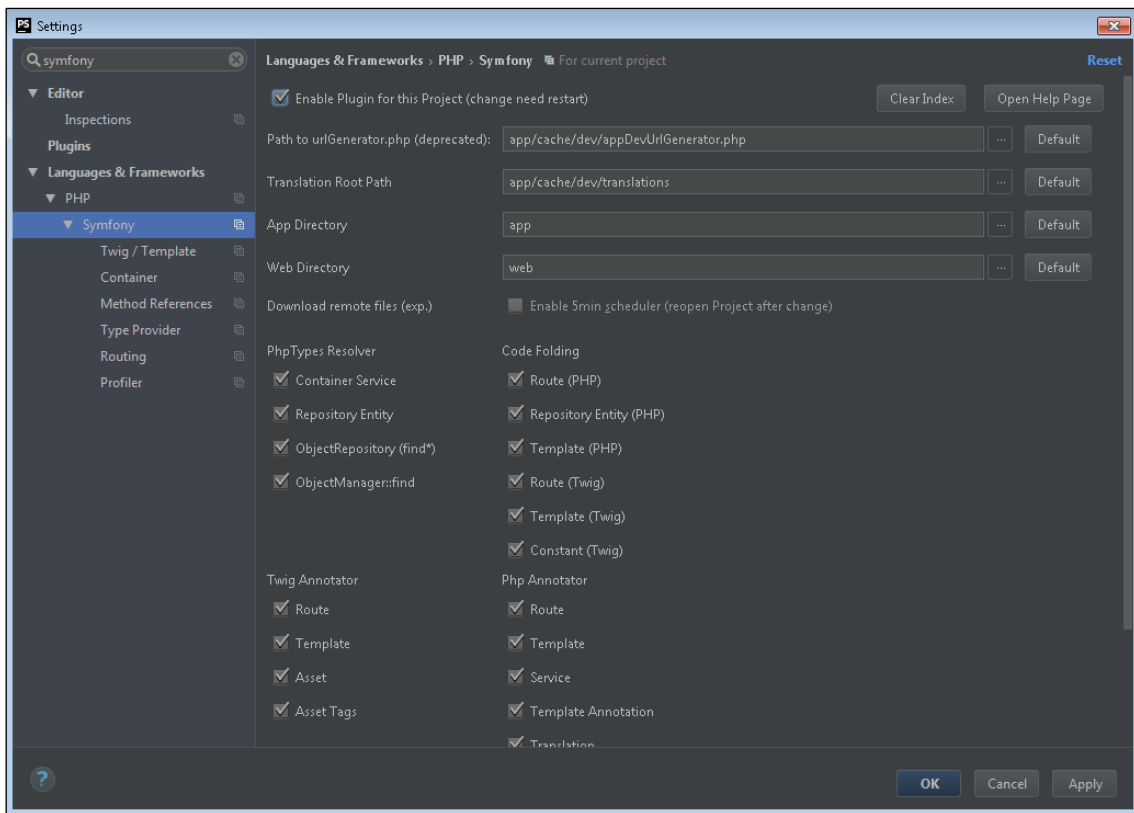 PS Settings
symfony
Languages & Frameworks › PHP › Symfony For current project Reset
Editor
Inspections
Plugins
Languages & Frameworks
PHP
Symfony
Twig / Template
Container
Method References
Type Provider
Routing
Profiler
Enable Plugin for this Project (change need restart) Clear Index Open Help Page
Path to urlGenerator.php (deprecated): app/cache/dev/appDevUrlGenerator.php ... Default
Translation Root Path app/cache/dev/translations ... Default
App Directory app ... Default
Web Directory web ... Default
Download remote files (exp.) Enable 5min scheduler (reopen Project after change)
PhpTypes Resolver
Container Service
Repository Entity
ObjectRepository (find*)
ObjectManager::find
Code Folding
Route (PHP)
Repository Entity (PHP)
Template (PHP)
Route (Twig)
Template (Twig)
Constant (Twig)
Twig Annotator
Route
Template
Asset
Asset Tags
Php Annotator
Route
Template
Service
Template Annotation
Translation
? OK Cancel Apply